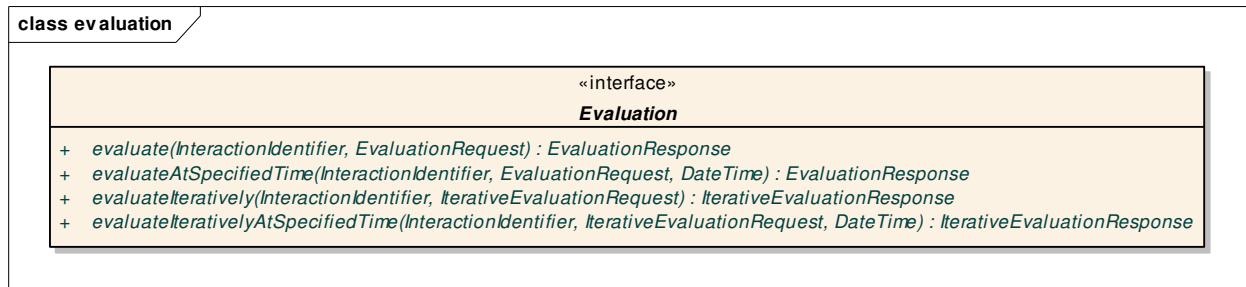 class evaluation
«interface»
Evaluation
+ evaluate(InteractionIdentifier, EvaluationRequest) : EvaluationResponse
+ evaluateAtSpecifiedTime(InteractionIdentifier, EvaluationRequest, DateTime) : EvaluationResponse
+ evaluateIteratively(InteractionIdentifier, IterativeEvaluationRequest) : IterativeEvaluationResponse
+ evaluateIterativelyAtSpecifiedTime(InteractionIdentifier, IterativeEvaluationRequest, DateTime) : IterativeEvaluationResponse